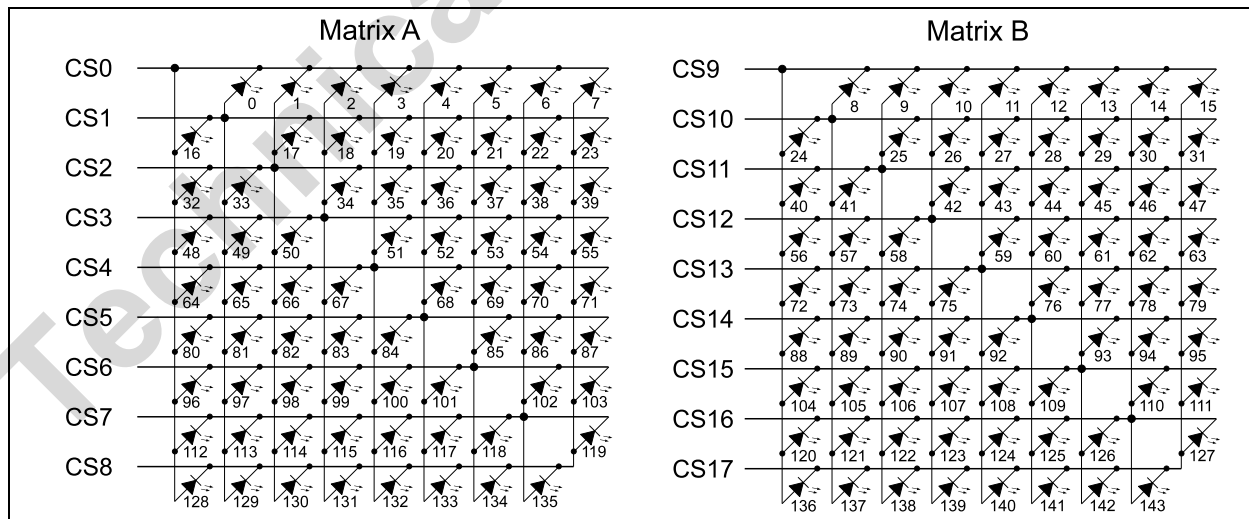 Technica
Matrix A
Matrix B
CS0
0 1 2 3 4 5 6 7
CS1
16 17 18 19 20 21 22 23
CS2
32 33 34 35 36 37 38 39
CS3
48 49 50 51 52 53 54 55
CS4
64 65 66 67 68 69 70 71
CS5
80 81 82 83 84 85 86 87
CS6
96 97 98 99 100 101 102 103
CS7
112 113 114 115 116 117 118 119
CS8
128 129 130 131 132 133 134 135
CS9
8 9 10 11 12 13 14 15
CS10
24 25 26 27 28 29 30 31
CS11
40 41 42 43 44 45 46 47
CS12
56 57 58 59 60 61 62 63
CS13
72 73 74 75 76 77 78 79
CS14
88 89 90 91 92 93 94 95
CS15
104 105 106 107 108 109 110 111
CS16
120 121 122 123 124 125 126 127
CS17
136 137 138 139 140 141 142 143